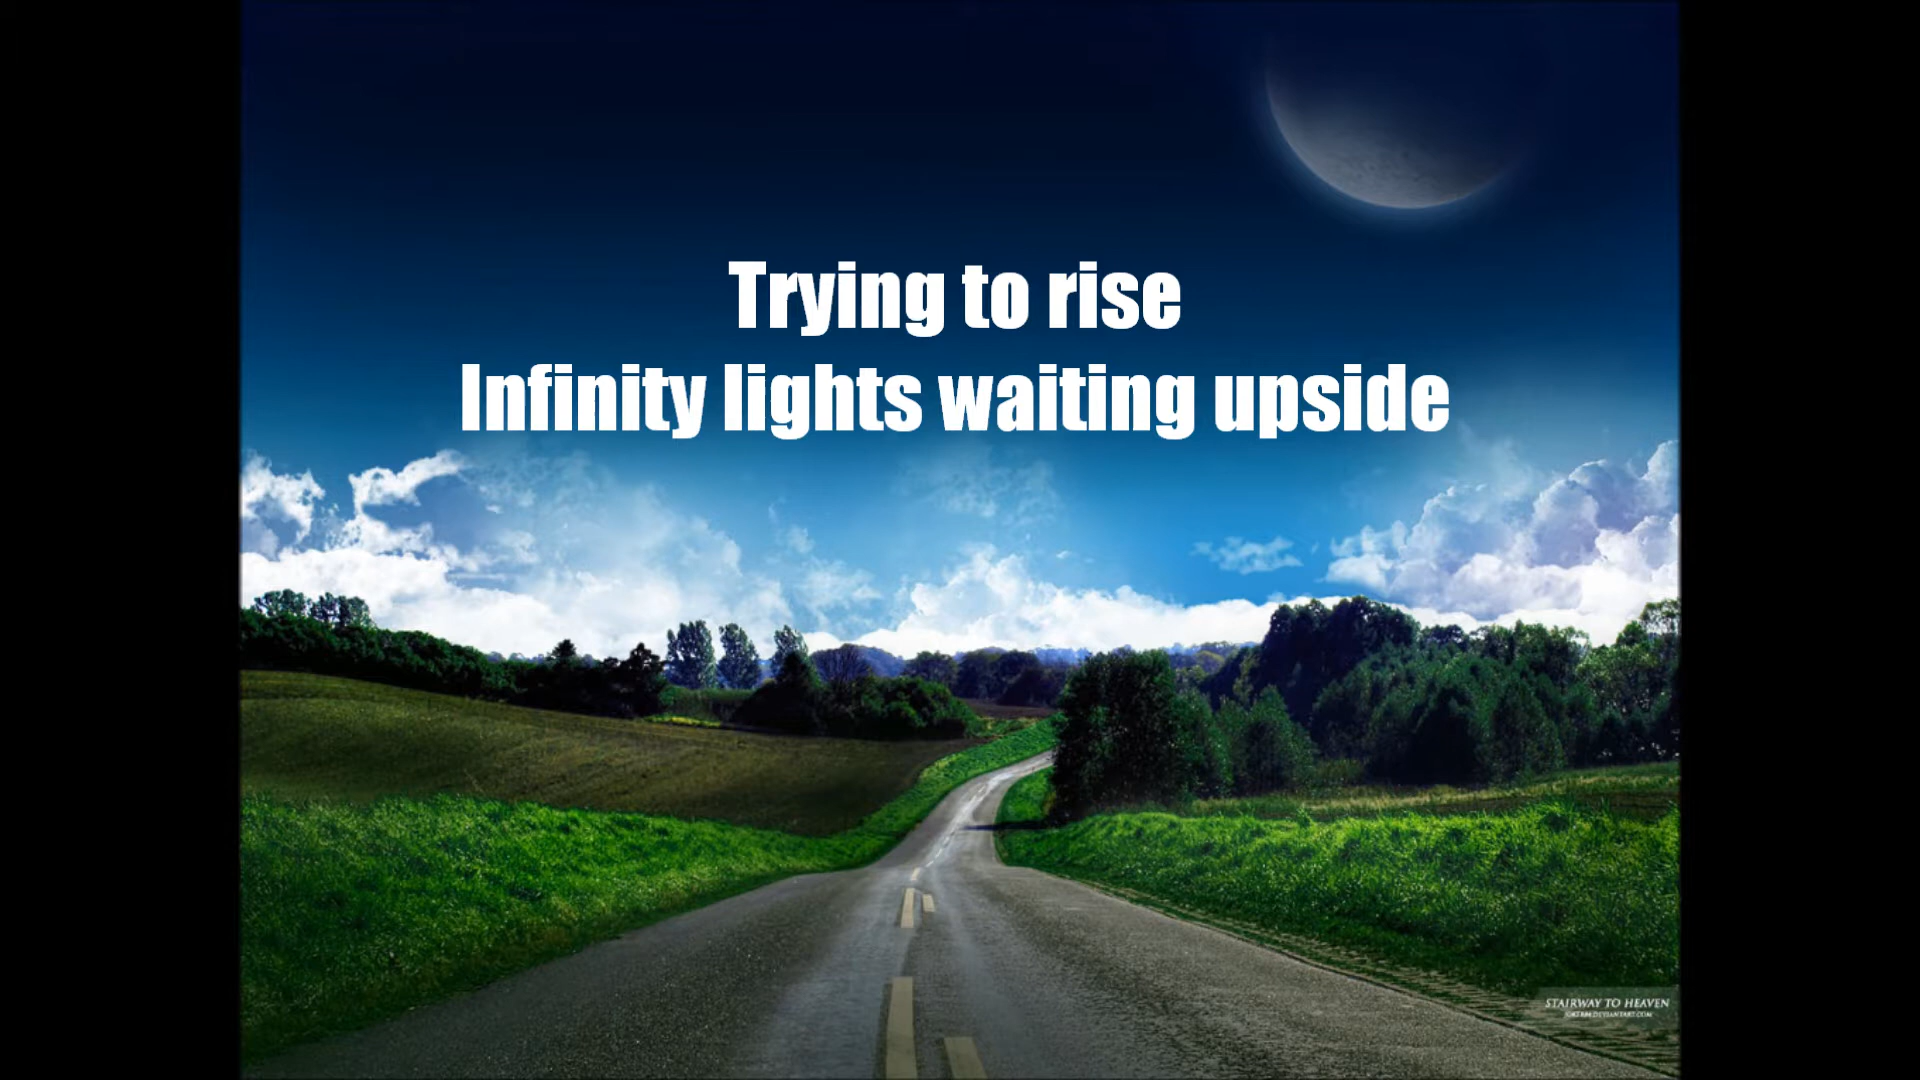 Trying to rise
Infinity lights waiting upside
STAIRWAY TO HEAVEN